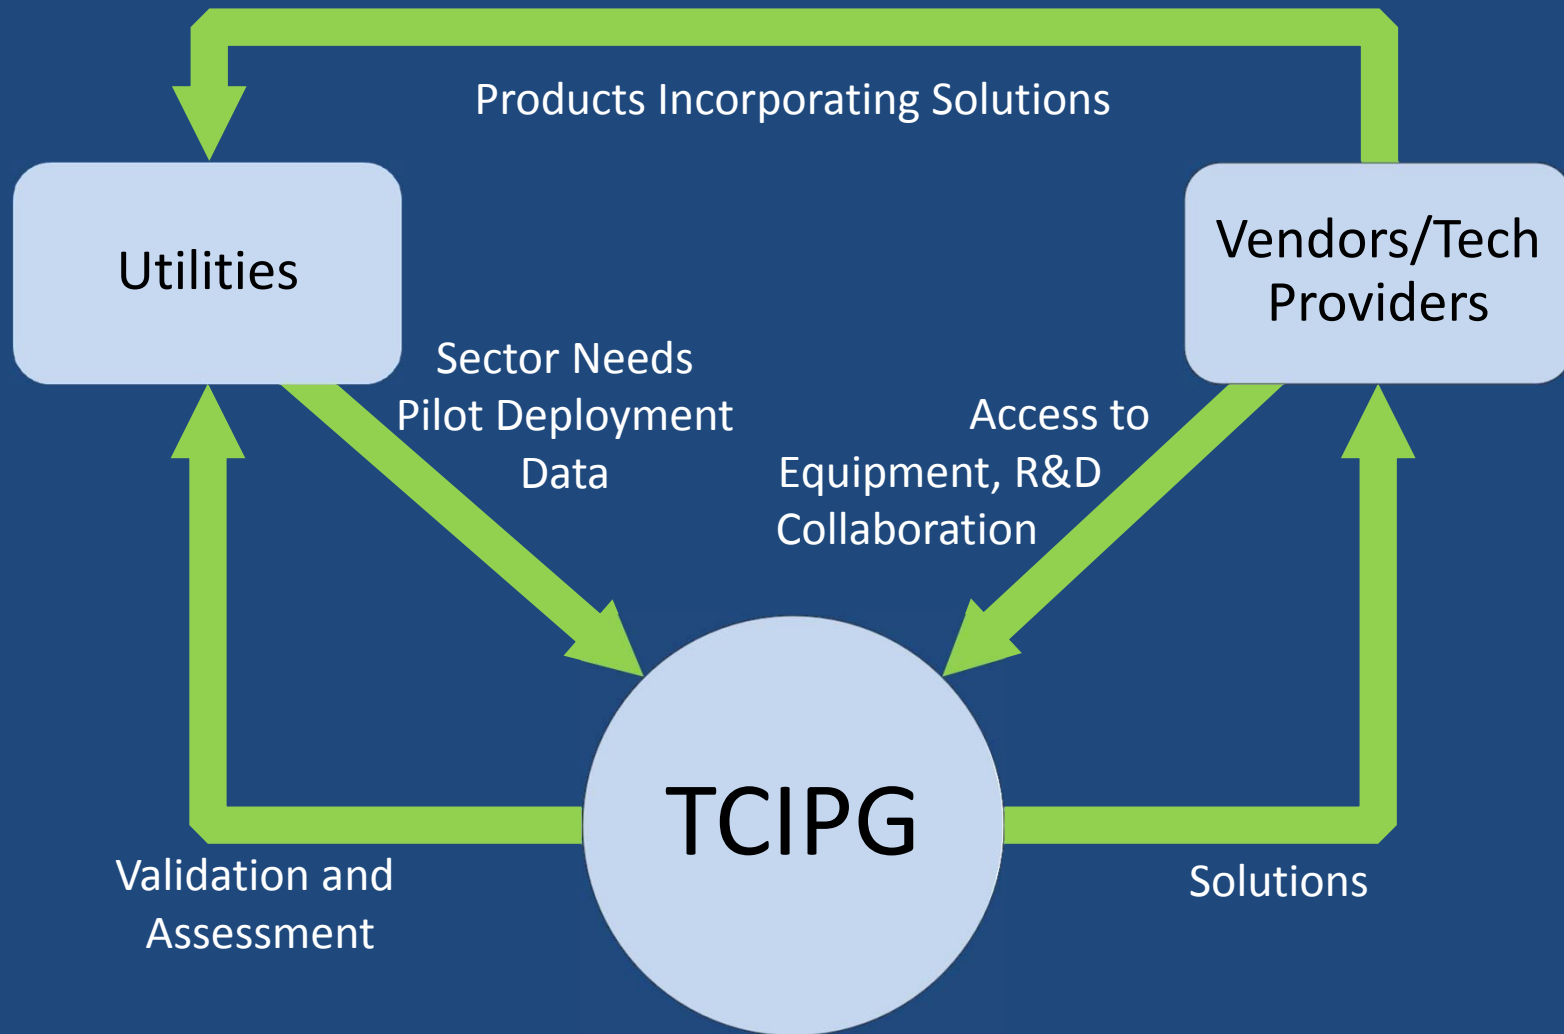 Products Incorporating Solutions
Utilities
Vendors/Tech
Providers
Sector Needs
Pilot Deployment
Data
Access to
Equipment, R&D
Collaboration
TCIPG
Validation and
Assessment
Solutions